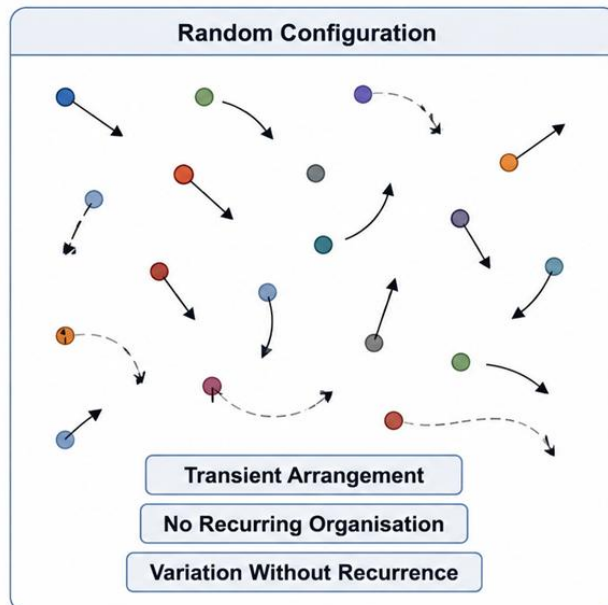 Random Configuration
Transient Arrangement
No Recurring Organisation
Variation Without Recurrence